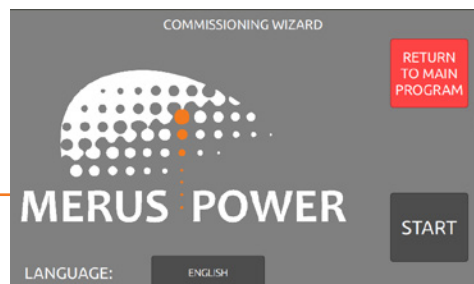 COMMISSIONING WIZARD
RETURN
TO MAIN
PROGRAM
MERUS POWER
START
LANGUAGE:
ENGLISH